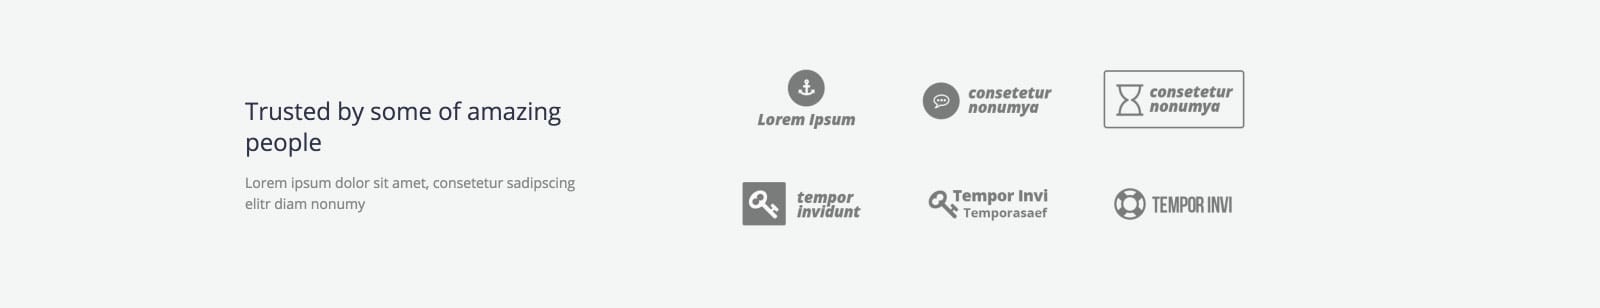 Trusted by some of amazing
people
Lorem ipsum dolor sit amet, consetetur sadipscing
elitr diam nonumy
Lorem Ipsum
consetetur
nonumya
consetetur
nonumya
tempor
invidunt
Tempor Invi
Temporasaef
TEMPOR INVI